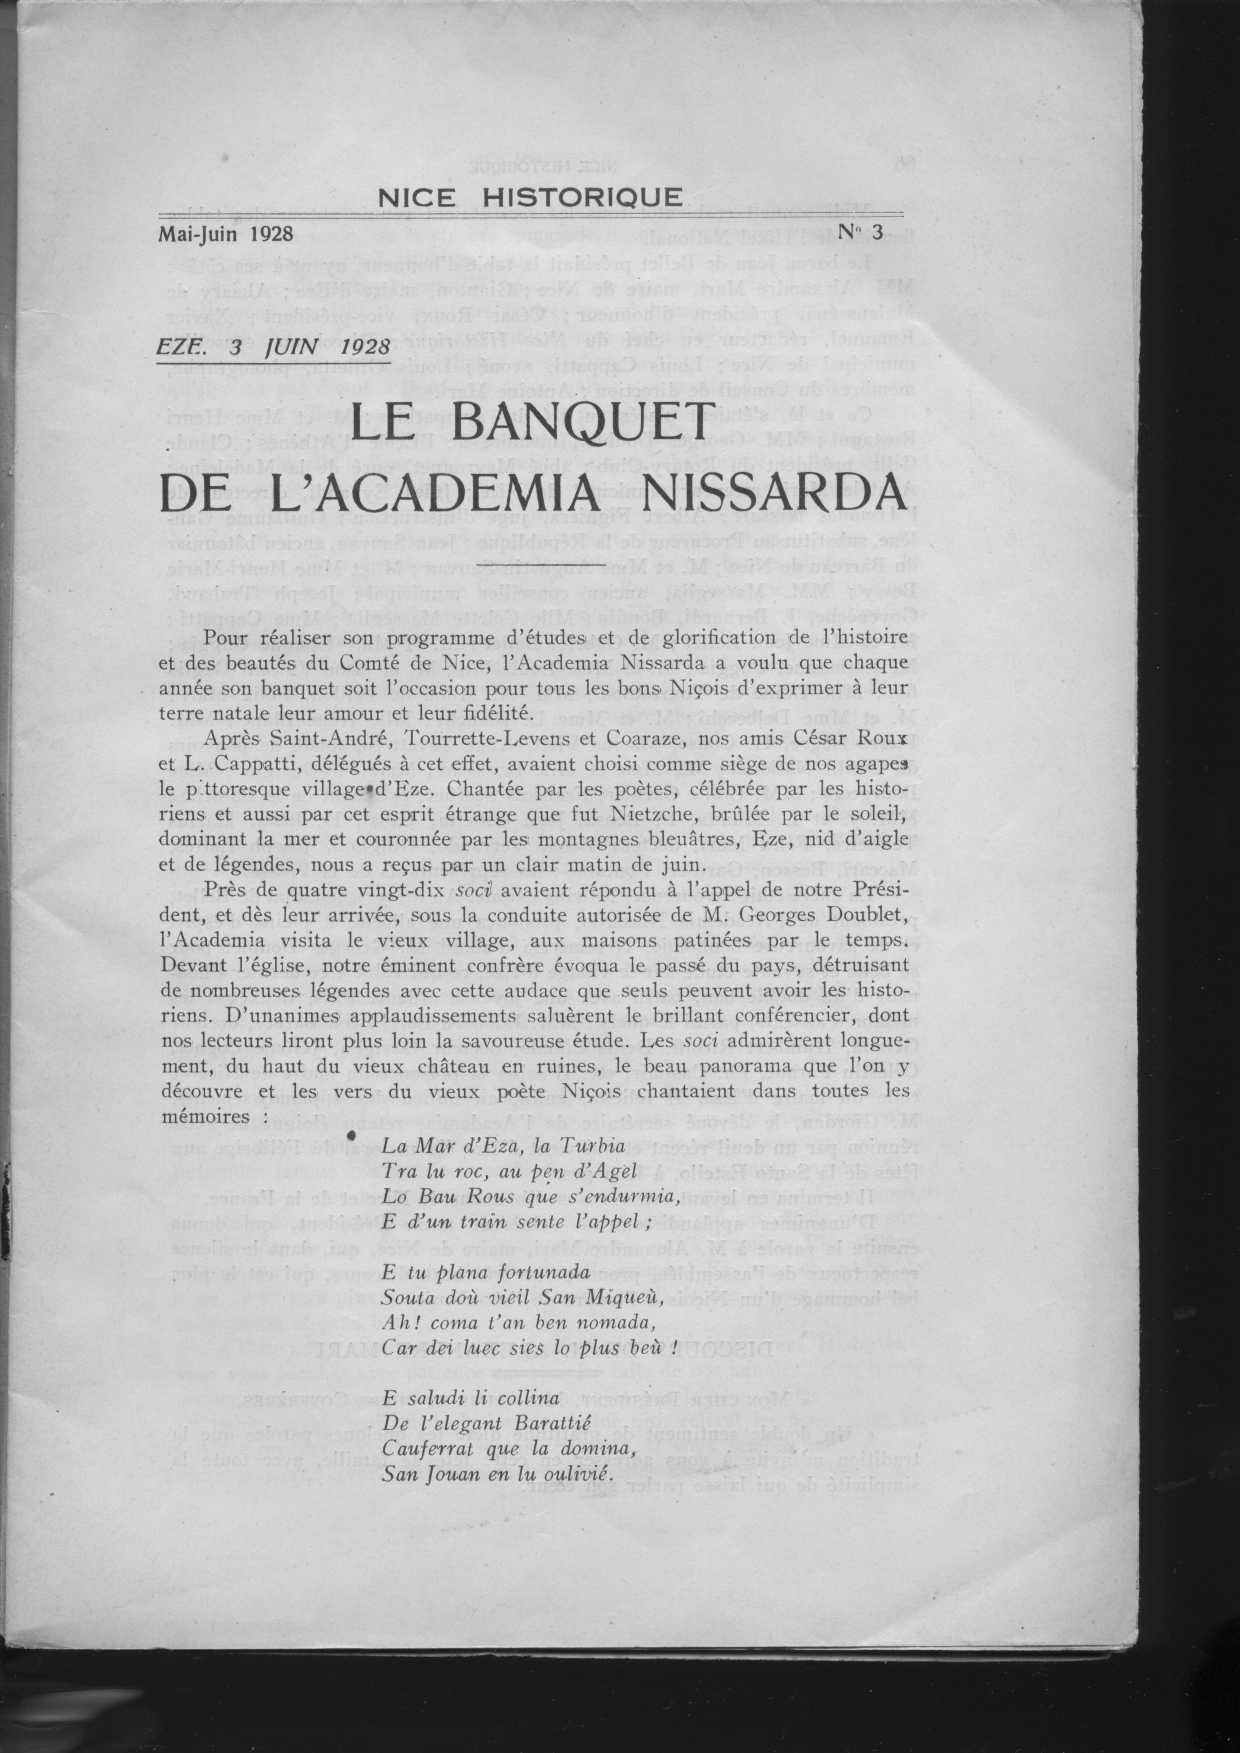 NICE HISTORIQUE
Mai-Juin 1928 N° 3
EZE. 3 JUIN 1928
LE BANQUET
DE L'ACADEMIA NISSARDA
Pour réaliser son programme d'études et de glorification de l'histoire
et des beautés du Comté de Nice, l'Academia Nissarda a voulu que chaque
année son banquet soit l'occasion pour tous les bons Niçois d'exprimer à leur
terre natale leur amour et leur fidélité.
Après Saint-André, Tourrette-Levens et Coaraze, nos amis César Roux
et L. Cappatti, délégués à cet effet, avaient choisi comme siège de nos agapes
le pittoresque village d'Eze. Chantée par les poètes, célébrée par les histo-
riens et aussi par cet esprit étrange que fut Nietzche, brûlée par le soleil,
dominant la mer et couronnée par les montagnes bleuâtres, Eze, nid d'aigle
et de légendes, nous a reçus par un clair matin de juin.
Près de quatre vingt-dix soci avaient répondu à l'appel de notre Prési-
dent, et dès leur arrivée, sous la conduite autorisée de M. Georges Doublet,
l'Academia visita le vieux village, aux maisons patinées par le temps.
Devant l'église, notre éminent confrère évoqua le passé du pays, détruisant
de nombreuses légendes avec cette audace que seuls peuvent avoir les histo-
riens. D'unanimes applaudissements saluèrent le brillant conférencier, dont
nos lecteurs liront plus loin la savoureuse étude. Les soci admirèrent longue-
ment, du haut du vieux château en ruines, le beau panorama que l'on y
découvre et les vers du vieux poète Niçois chantaient dans toutes les
mémoires :
La Mar d'Eza, la Turbia
Tra lu roc, au pen d'Agel
Lo Bau Rous que s'endurmia,
E d'un train sente l'appel ;
E tu plana fortunada
Souta doù vieil San Miqueù,
Ah! coma t'an ben nomada,
Car dei luec sies lo plus beù !
E saludi li collina
De l'elegant Barattié
Cauferrat que la domina,
San Jouan en lu oulivié.